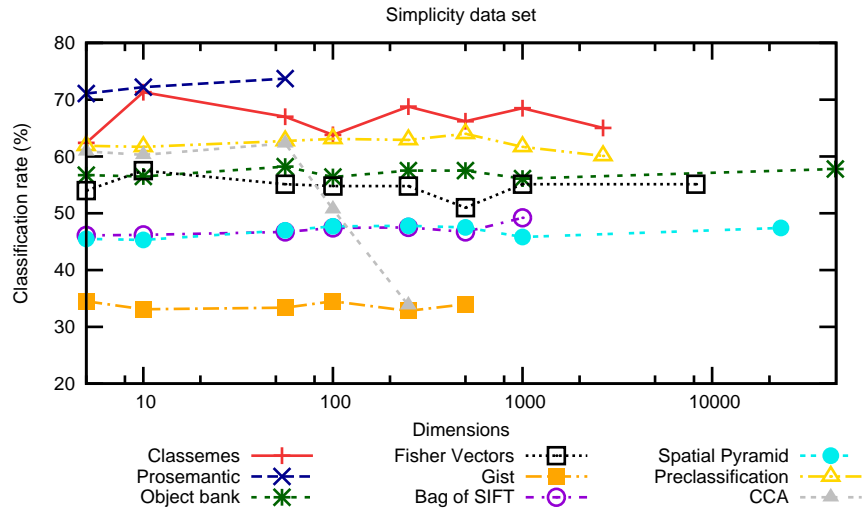 Simplicity data set
80
70
60
50
40
30
20
Classification rate (%)
10 100 1000 10000
Dimensions
Classemes Fisher Vectors Spatial Pyramid
Prosemantic Gist Preclassification
Object bank Bag of SIFT CCA